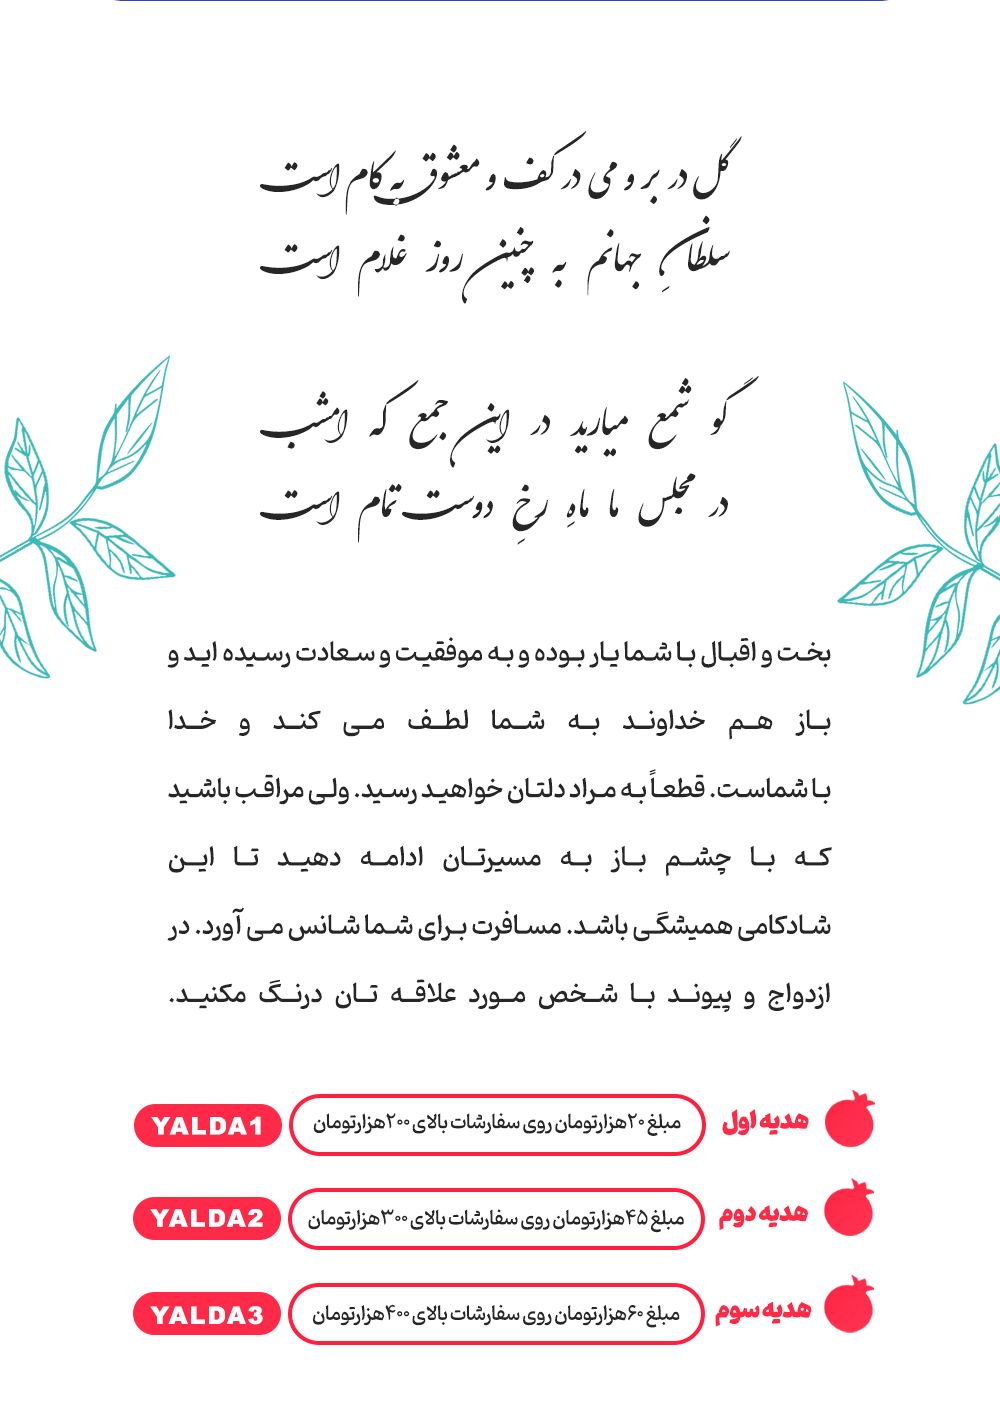 گل در بر و می در کف و معشوق به کام است
سلطانِ جهانم به چنین روز غلام است
گو شمع میارید در این جمع که امشب
در مجلس ما ماهِ رخِ دوست تمام است
بخت و اقبال با شما یار بوده و به موفقیت و سعادت رسیده اید و
باز هم خداوند به شما لطف می کند و خدا
با شماست. قطعاً به مراد دلتان خواهید رسید. ولی مراقب باشید
که با چشم باز به مسیرتان ادامه دهید تا این
شادکامی همیشگی باشد. مسافرت برای شما شانس می آورد. در
ازدواج و پیوند با شخص مورد علاقه تان درنگ مکنید.
هدیه اول مبلغ ۲۰هزارتومان روی سفارشات بالای ۲۰۰هزارتومان YALDA1
هدیه دوم مبلغ ۴۵هزارتومان روی سفارشات بالای ۳۰۰هزارتومان YALDA2
هدیه سوم مبلغ ۶۰هزارتومان روی سفارشات بالای ۴۰۰هزارتومان YALDA3